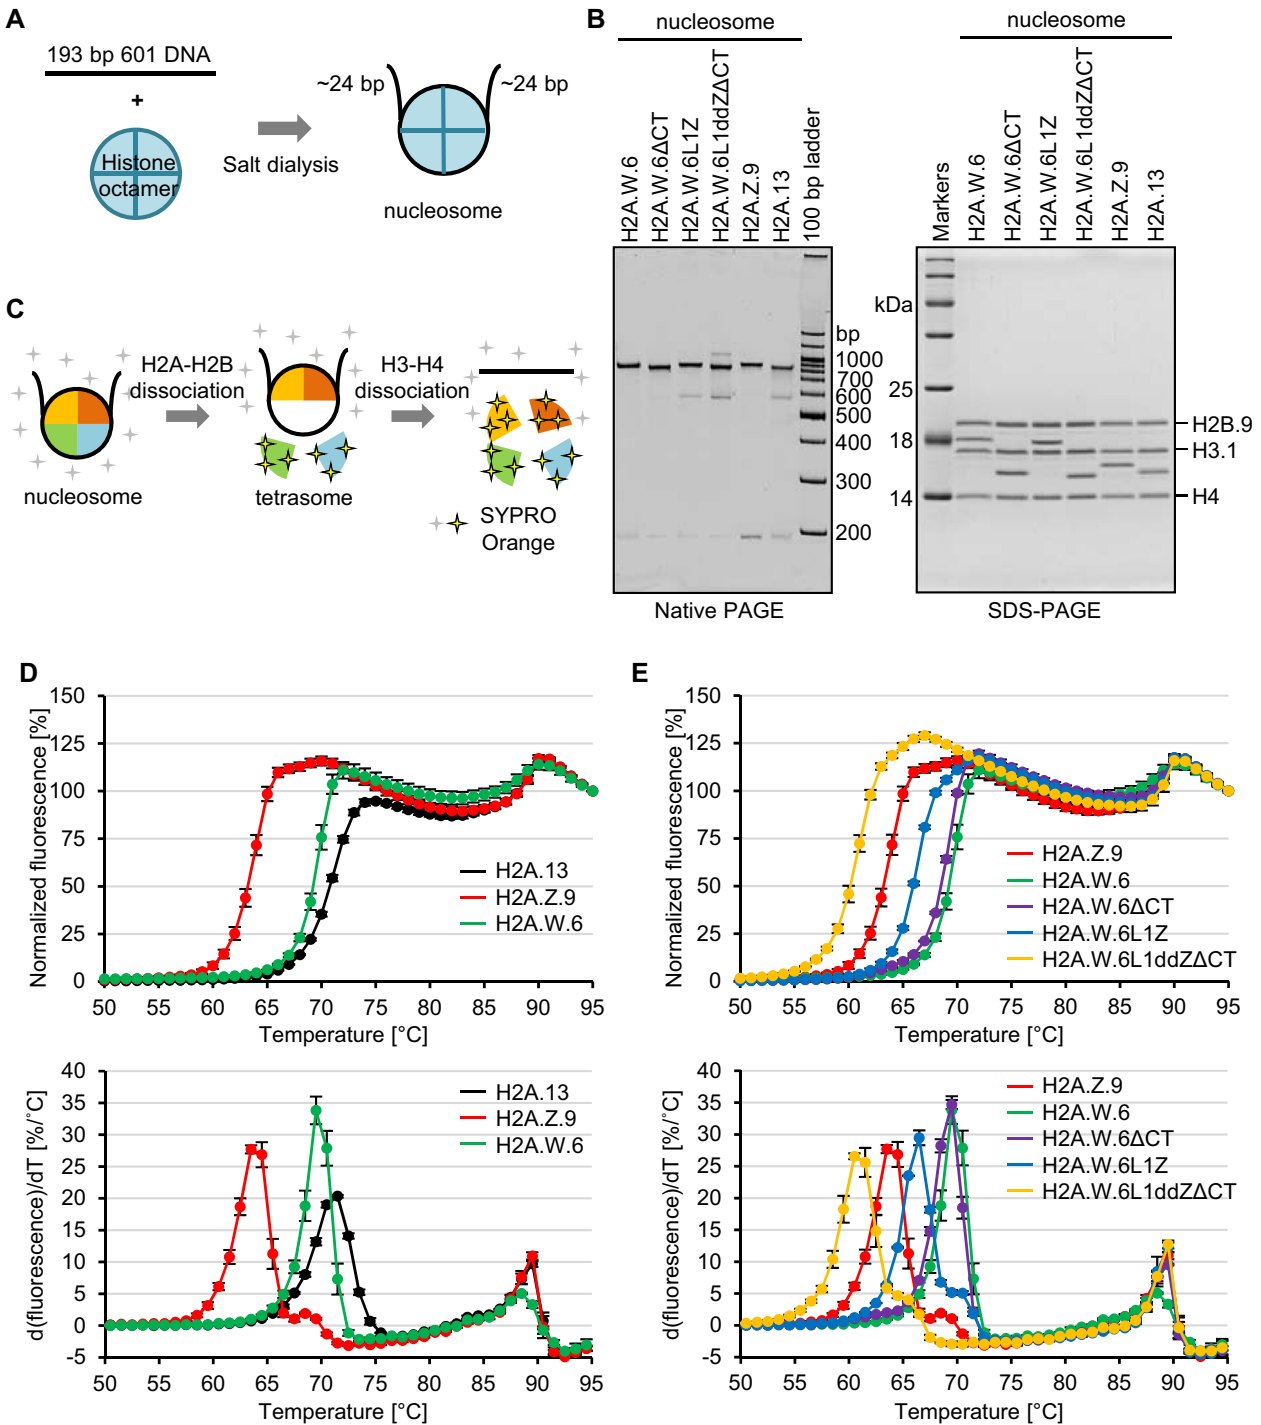 A
193 bp 601 DNA
+
Histone
octamer
Salt dialysis
~24 bp
~24 bp
nucleosome
B
nucleosome
H2A.W.6
H2A.W.6ΔCT
H2A.W.6L1Z
H2A.W.6L1ddZΔCT
H2A.Z.9
H2A.13
100 bp ladder
bp
1000
700
600
500
400
300
200
Native PAGE
nucleosome
Markers
H2A.W.6
H2A.W.6ΔCT
H2A.W.6L1Z
H2A.W.6L1ddZΔCT
H2A.Z.9
H2A.13
kDa
25
18
14
H2B.9
H3.1
H4
SDS-PAGE
C
H2A-H2B
dissociation
H3-H4
dissociation
nucleosome
tetrasome
SYPRO
Orange
D
Normalized fluorescence [%]
150
125
100
75
50
25
0
H2A.13
H2A.Z.9
H2A.W.6
50 55 60 65 70 75 80 85 90 95
Temperature [°C]
d(fluorescence)/dT [%/°C]
40
35
30
25
20
15
10
5
0
-5
H2A.13
H2A.Z.9
H2A.W.6
50 55 60 65 70 75 80 85 90 95
Temperature [°C]
E
Normalized fluorescence [%]
150
125
100
75
50
25
0
H2A.Z.9
H2A.W.6
H2A.W.6ΔCT
H2A.W.6L1Z
H2A.W.6L1ddZΔCT
50 55 60 65 70 75 80 85 90 95
Temperature [°C]
d(fluorescence)/dT [%/°C]
40
35
30
25
20
15
10
5
0
-5
H2A.Z.9
H2A.W.6
H2A.W.6ΔCT
H2A.W.6L1Z
H2A.W.6L1ddZΔCT
50 55 60 65 70 75 80 85 90 95
Temperature [°C]